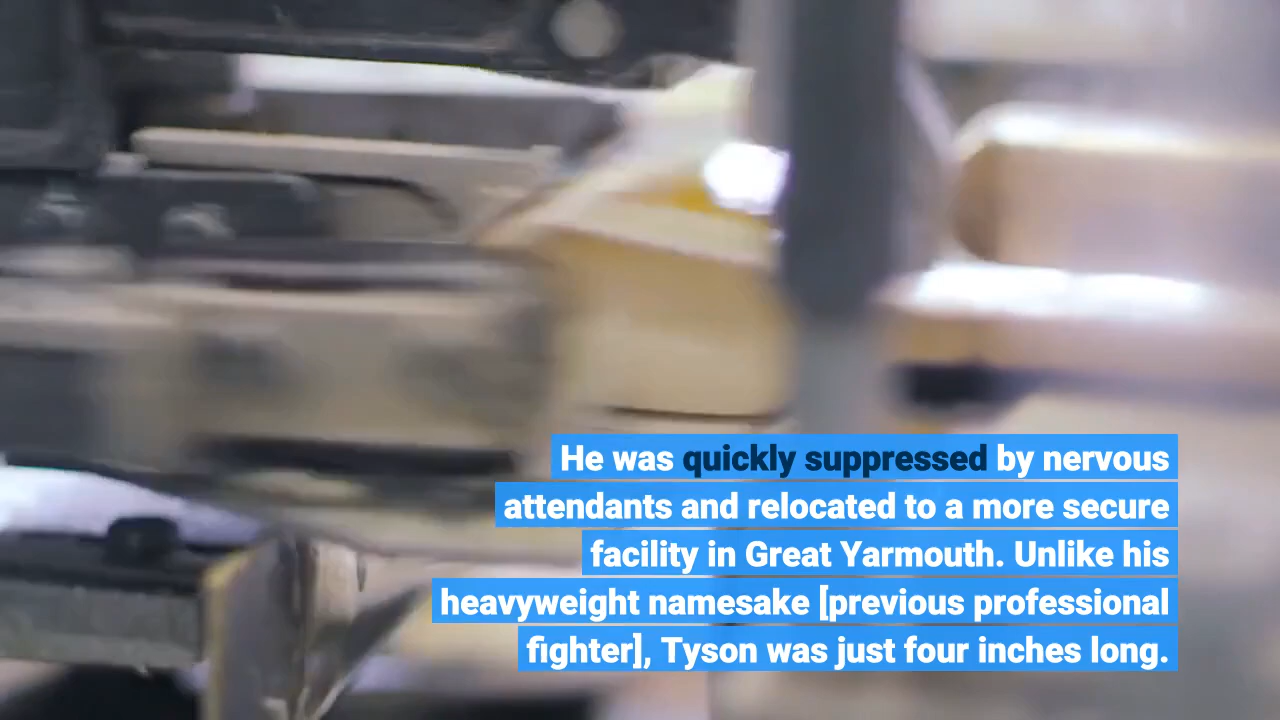 He was quickly suppressed by nervous
attendants and relocated to a more secure
facility in Great Yarmouth. Unlike his
heavyweight namesake [previous professional
fighter], Tyson was just four inches long.